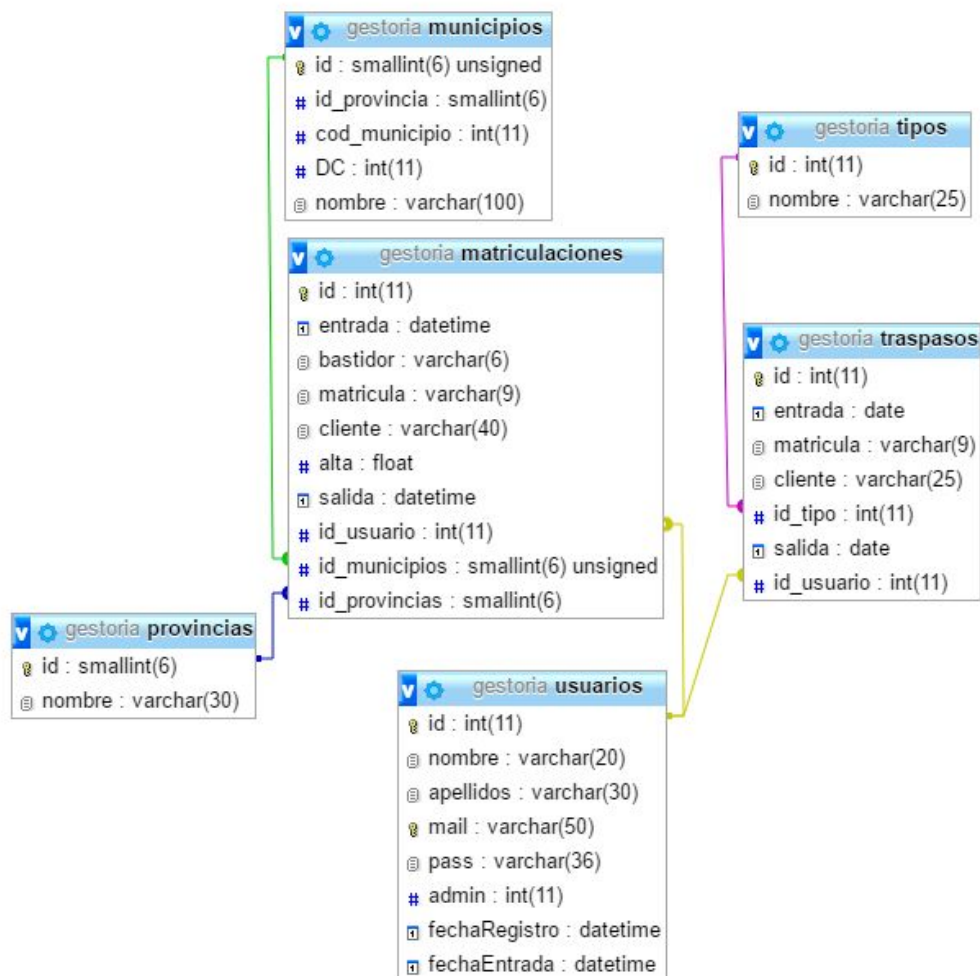 gestoria municipios
id : smallint(6) unsigned
id_provincia : smallint(6)
cod_municipio : int(11)
DC : int(11)
nombre : varchar(100)
gestoria tipos
id : int(11)
nombre : varchar(25)
gestoria matriculaciones
id : int(11)
entrada : datetime
bastidor : varchar(6)
matricula : varchar(9)
cliente : varchar(40)
alta : float
salida : datetime
id_usuario : int(11)
id_municipios : smallint(6) unsigned
id_provincias : smallint(6)
gestoria traspasos
id : int(11)
entrada : date
matricula : varchar(9)
cliente : varchar(25)
id_tipo : int(11)
salida : date
id_usuario : int(11)
gestoria provincias
id : smallint(6)
nombre : varchar(30)
gestoria usuarios
id : int(11)
nombre : varchar(20)
apellidos : varchar(30)
mail : varchar(50)
pass : varchar(36)
admin : int(11)
fechaRegistro : datetime
fechaEntrada : datetime